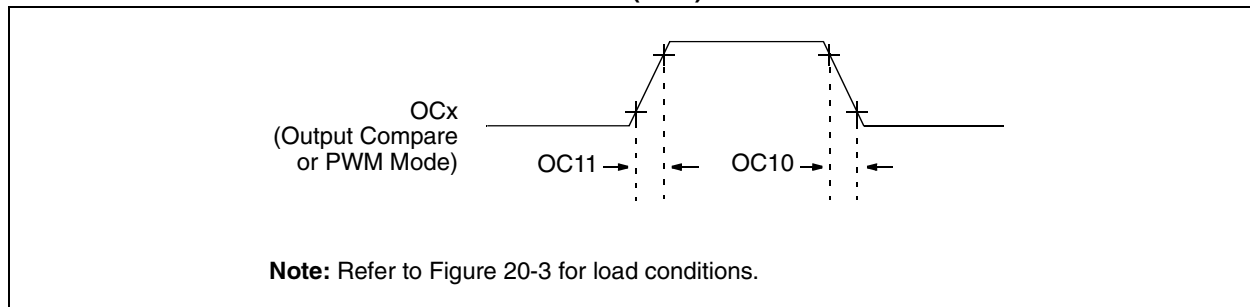 OCx
(Output Compare
or PWM Mode)
OC11
OC10
Note: Refer to Figure 20-3 for load conditions.